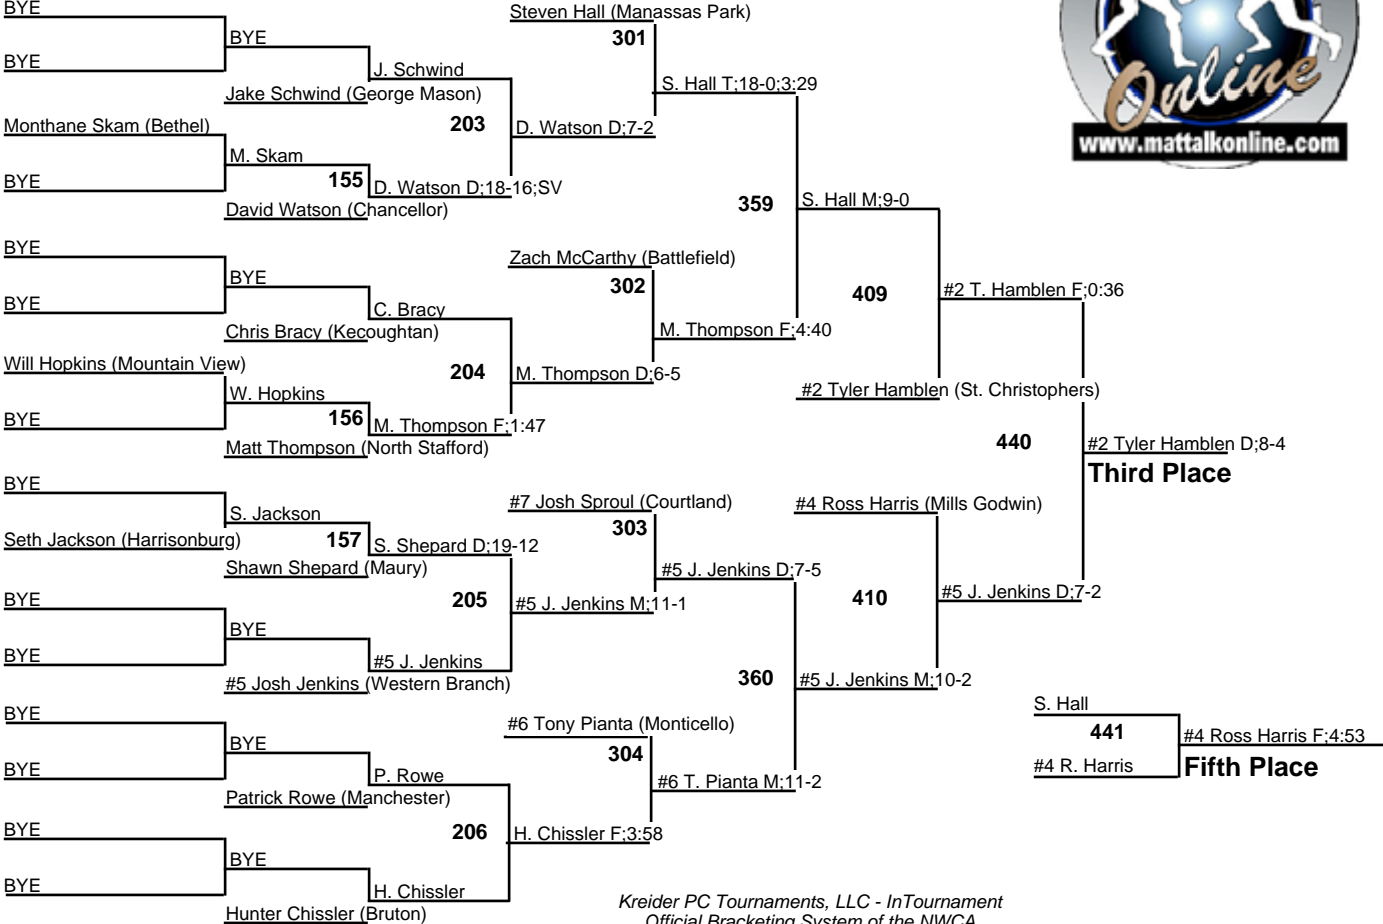 BYE
Steven Hall (Manassas Park)
301
BYE
BYE
J. Schwind
S. Hall T;18-0;3:29
Jake Schwind (George Mason)
Online
Monthane Skam (Bethel)
203
D. Watson D;7-2
www.mattalkonline.com
M. Skam
BYE
155
D. Watson D;18-16;SV
359
S. Hall M;9-0
David Watson (Chancellor)
BYE
Zach McCarthy (Battlefield)
BYE
302
409
#2 T. Hamblen F;0:36
BYE
C. Bracy
M. Thompson F;4:40
Chris Bracy (Kecoughtan)
Will Hopkins (Mountain View)
204
M. Thompson D;6-5
W. Hopkins
#2 Tyler Hamblen (St. Christophers)
BYE
156
M. Thompson F;1:47
440
#2 Tyler Hamblen D;8-4
Matt Thompson (North Stafford)
Third Place
BYE
#7 Josh Sproul (Courtland)
#4 Ross Harris (Mills Godwin)
S. Jackson
303
Seth Jackson (Harrisonburg)
157
S. Shepard D;19-12
Shawn Shepard (Maury)
#5 J. Jenkins D;7-5
BYE
205
#5 J. Jenkins M;11-1
410
#5 J. Jenkins D;7-2
BYE
BYE
#5 J. Jenkins
360
#5 J. Jenkins M;10-2
#5 Josh Jenkins (Western Branch)
S. Hall
BYE
#6 Tony Pianta (Monticello)
441
#4 Ross Harris F;4:53
BYE
304
BYE
P. Rowe
#6 T. Pianta M;11-2
#4 R. Harris
Fifth Place
Patrick Rowe (Manchester)
BYE
206
H. Chissler F;3:58
BYE
BYE
H. Chissler
Hunter Chissler (Bruton)
Kreider PC Tournaments, LLC - InTournament
Official Bracketing System of the NWCA